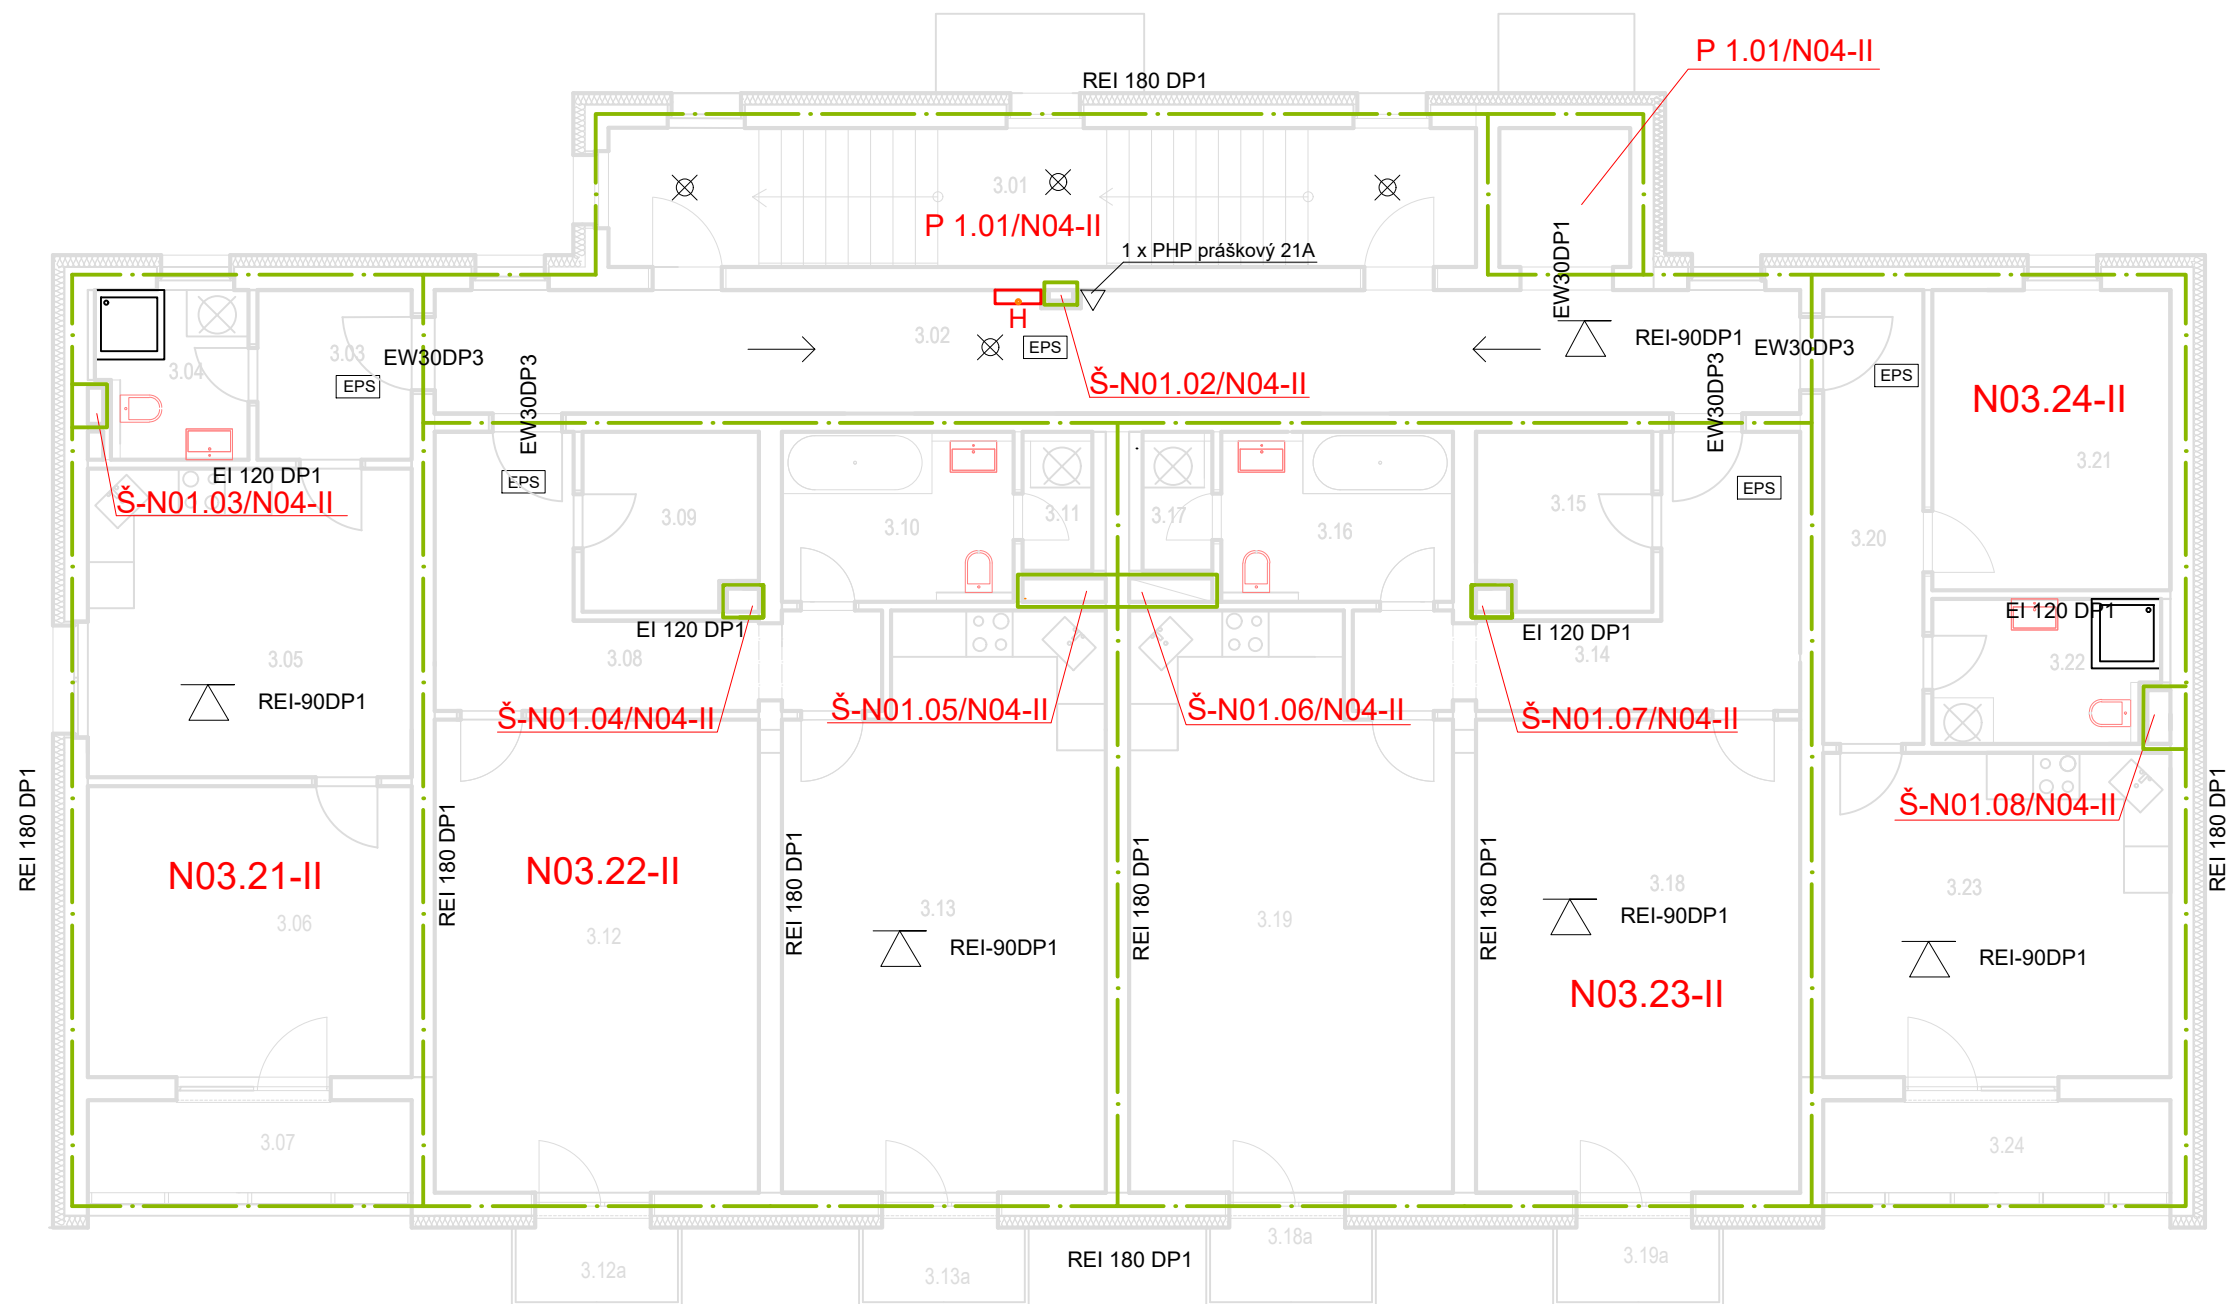 P 1.01/N04-II
REI 180 DP1
3.01
P 1.01/N04-II
1 x PHP práškový 21A
EW30DP1
H
3.02
EPS
REI-90DP1
EW30DP3
EW30DP3
3.03
3.04
EPS
EW30DP3
EW30DP3
EPS
Š-N01.02/N04-II
N03.24-II
EI 120 DP1
Š-N01.03/N04-II
EPS
EPS
3.21
3.09
3.10
3.11
3.17
3.16
3.15
3.20
EI 120 DP1
EI 120 DP1
EI 120 DP1
3.05
3.08
3.14
3.22
REI-90DP1
Š-N01.04/N04-II
Š-N01.05/N04-II
Š-N01.06/N04-II
Š-N01.07/N04-II
Š-N01.08/N04-II
REI 180 DP1
REI 180 DP1
REI 180 DP1
REI 180 DP1
REI 180 DP1
REI 180 DP1
N03.21-II
N03.22-II
3.06
3.12
3.13
3.19
3.18
3.23
REI-90DP1
REI-90DP1
REI-90DP1
N03.23-II
3.07
3.24
3.12a
3.13a
REI 180 DP1
3.18a
3.19a